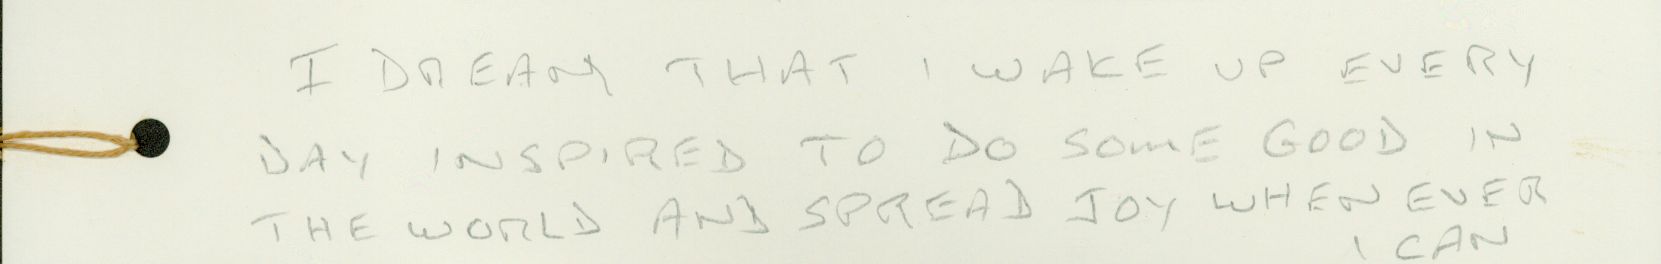 I DREAM THAT I WAKE UP EVERY
DAY INSPIRED TO DO SOME GOOD IN
THE WORLD AND SPREAD JOY WHEN EVER
I CAN